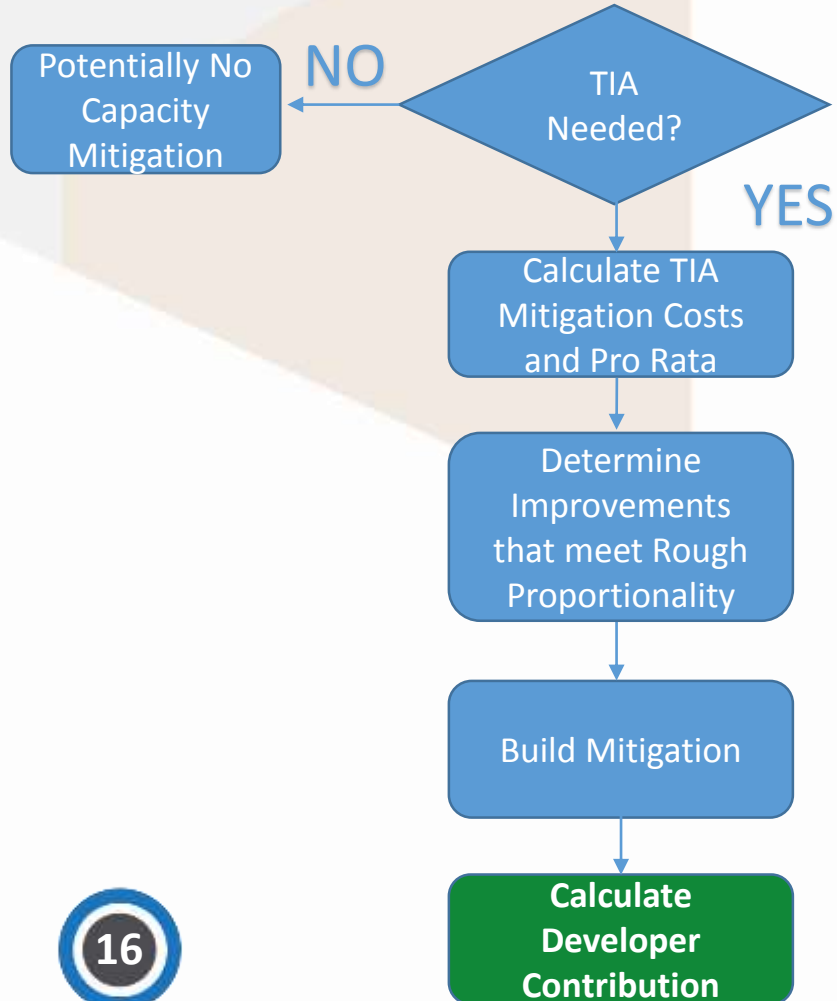 Potentially No
Capacity
Mitigation
NO
TIA
Needed?
YES
Calculate TIA
Mitigation Costs
and Pro Rata
Determine
Improvements
that meet Rough
Proportionality
Build Mitigation
Calculate
Developer
Contribution
16